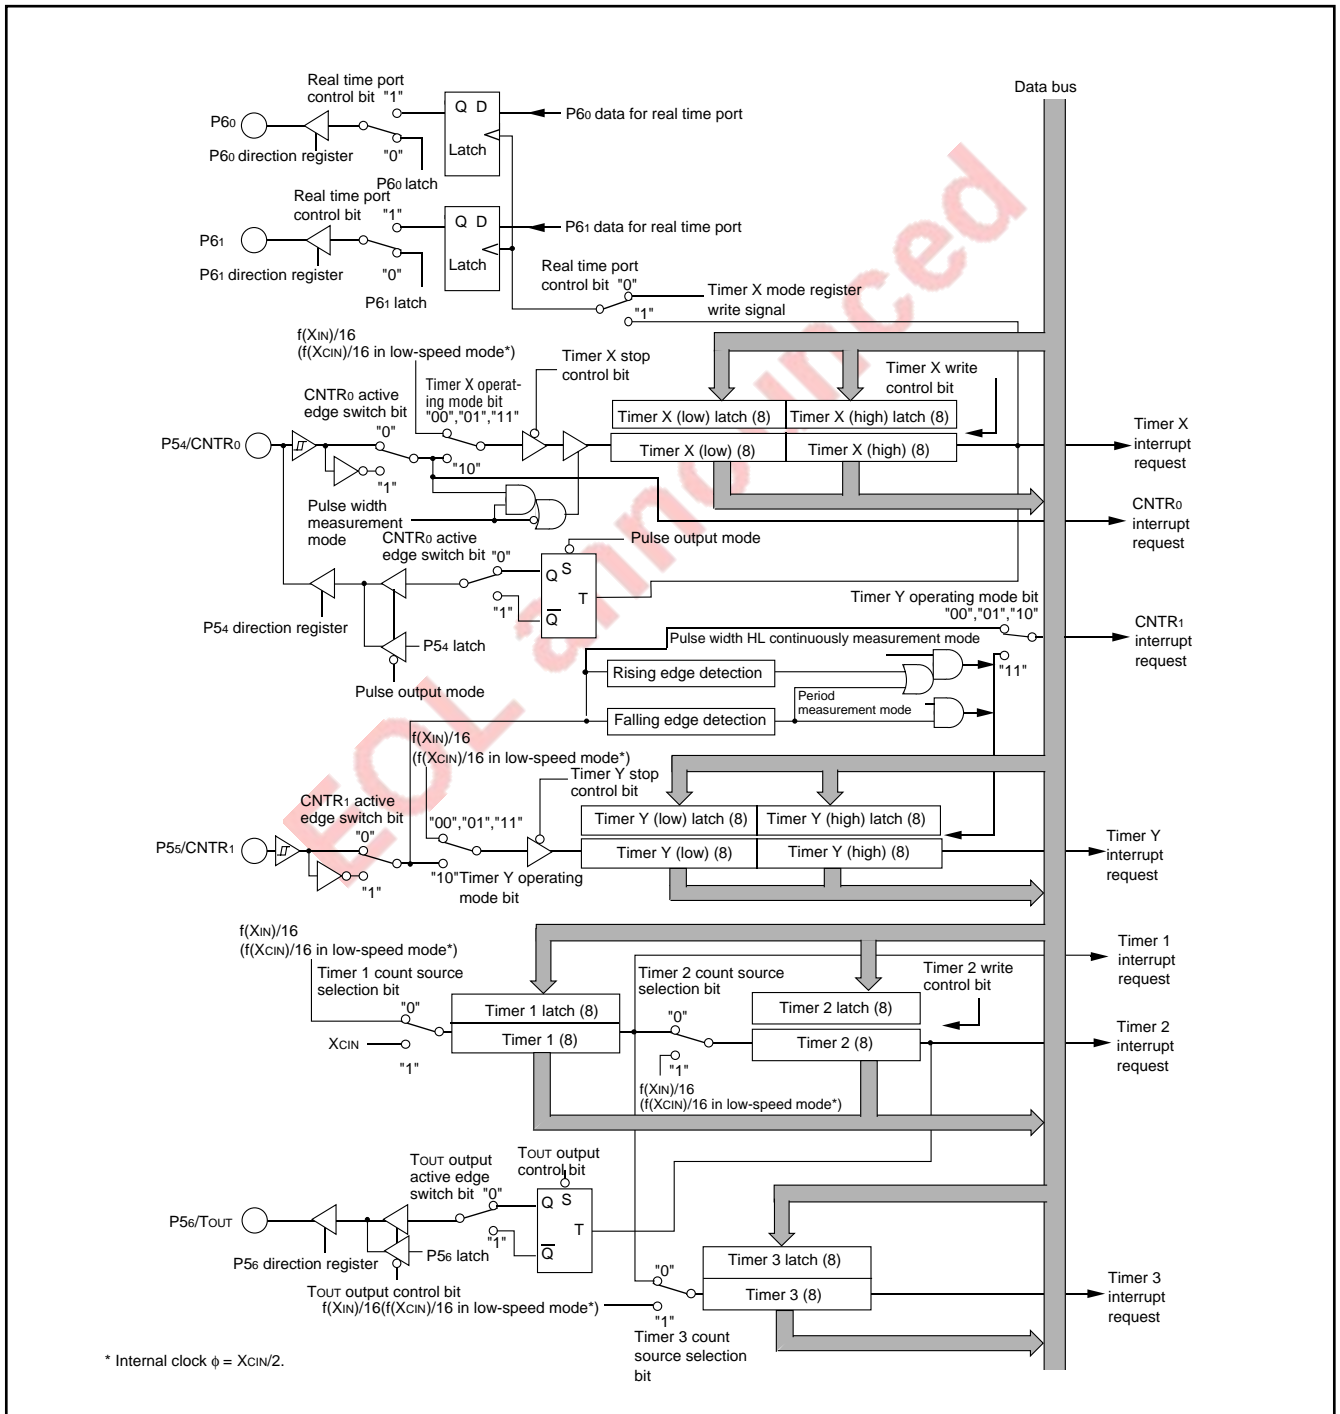 Data bus
Real time port
control bit "1"
Q D
P60 data for real time port
P60
P60 direction register
"0"
Latch
P60 latch
Real time port
control bit
"1"
Q D
P61 data for real time port
P61
P61 direction register
"0"
Latch
P61 latch
Real time port
control bit "0"
Timer X mode register
write signal
"1"
f(XIN)/16
(f(XCIN)/16 in low-speed mode*)
Timer X stop
control bit
Timer X write
control bit
CNTR0 active
edge switch bit
Timer X operat-
ing mode bit
"00","01","11"
Timer X (low) latch (8)
Timer X (high) latch (8)
"0"
P54/CNTR0
Timer X (low) (8)
Timer X (high) (8)
Timer X
interrupt
request
"10"
"1"
Pulse width
measurement
mode
CNTR0
interrupt
request
CNTR0 active
edge switch bit "0"
Pulse output mode
Q S
T
"1"
Q
P54 direction register
P54 latch
Pulse output mode
Timer Y operating mode bit
"00","01","10"
CNTR1
interrupt
request
Pulse width HL continuously measurement mode
Rising edge detection
"11"
Period
measurement mode
Falling edge detection
f(XIN)/16
(f(XCIN)/16 in low-speed mode*)
Timer Y stop
control bit
CNTR1 active
edge switch bit
"00","01","11"
Timer Y (low) latch (8)
Timer Y (high) latch (8)
"0"
P55/CNTR1
Timer Y (low) (8)
Timer Y (high) (8)
Timer Y
interrupt
request
"1"
"10"Timer Y operating
mode bit
f(XIN)/16
(f(XCIN)/16 in low-speed mode*)
Timer 1
interrupt
request
Timer 1 count source
selection bit
Timer 2 count source
selection bit
Timer 2 write
control bit
"0"
Timer 1 latch (8)
Timer 2 latch (8)
"0"
XCIN
Timer 1 (8)
Timer 2 (8)
Timer 2
interrupt
request
"1"
"1"
f(XIN)/16
(f(XCIN)/16 in low-speed mode*)
TOUT output
active edge
switch bit "0"
TOUT output
control bit
Q S
T
P56/TOUT
"1"
Q
P56 direction register
P56 latch
TOUT output control bit
Timer 3 latch (8)
"0"
Timer 3 (8)
Timer 3
interrupt
request
f(XIN)/16(f(XCIN)/16 in low-speed mode*)
"1"
Timer 3 count
source selection
bit
* Internal clock ϕ = XCIN/2.
EOL announced